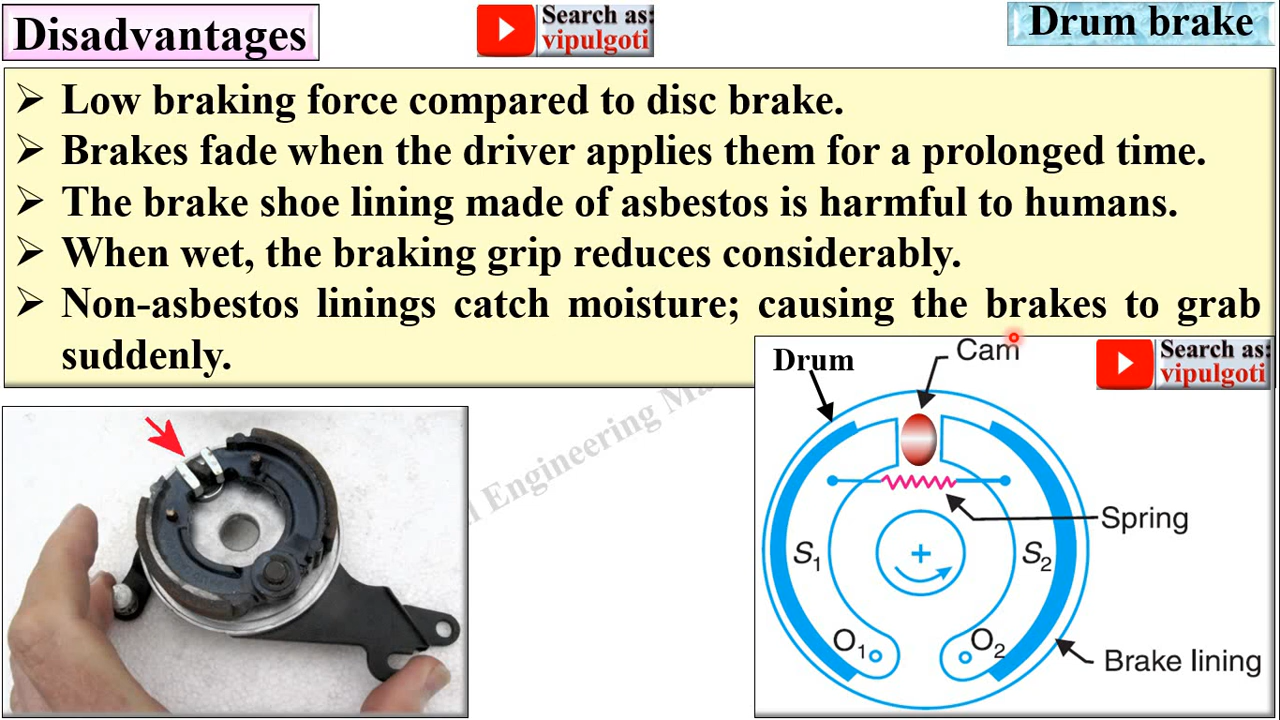 Disadvantages
Search as:
vipulgoti
Drum brake
➢ Low braking force compared to disc brake.
➢ Brakes fade when the driver applies them for a prolonged time.
➢ The brake shoe lining made of asbestos is harmful to humans.
➢ When wet, the braking grip reduces considerably.
➢ Non-asbestos linings catch moisture; causing the brakes to grab
suddenly.
Drum
Cam
Search as:
vipulgoti
Engineering
Spring
S1
S2
O1
O2
Brake lining